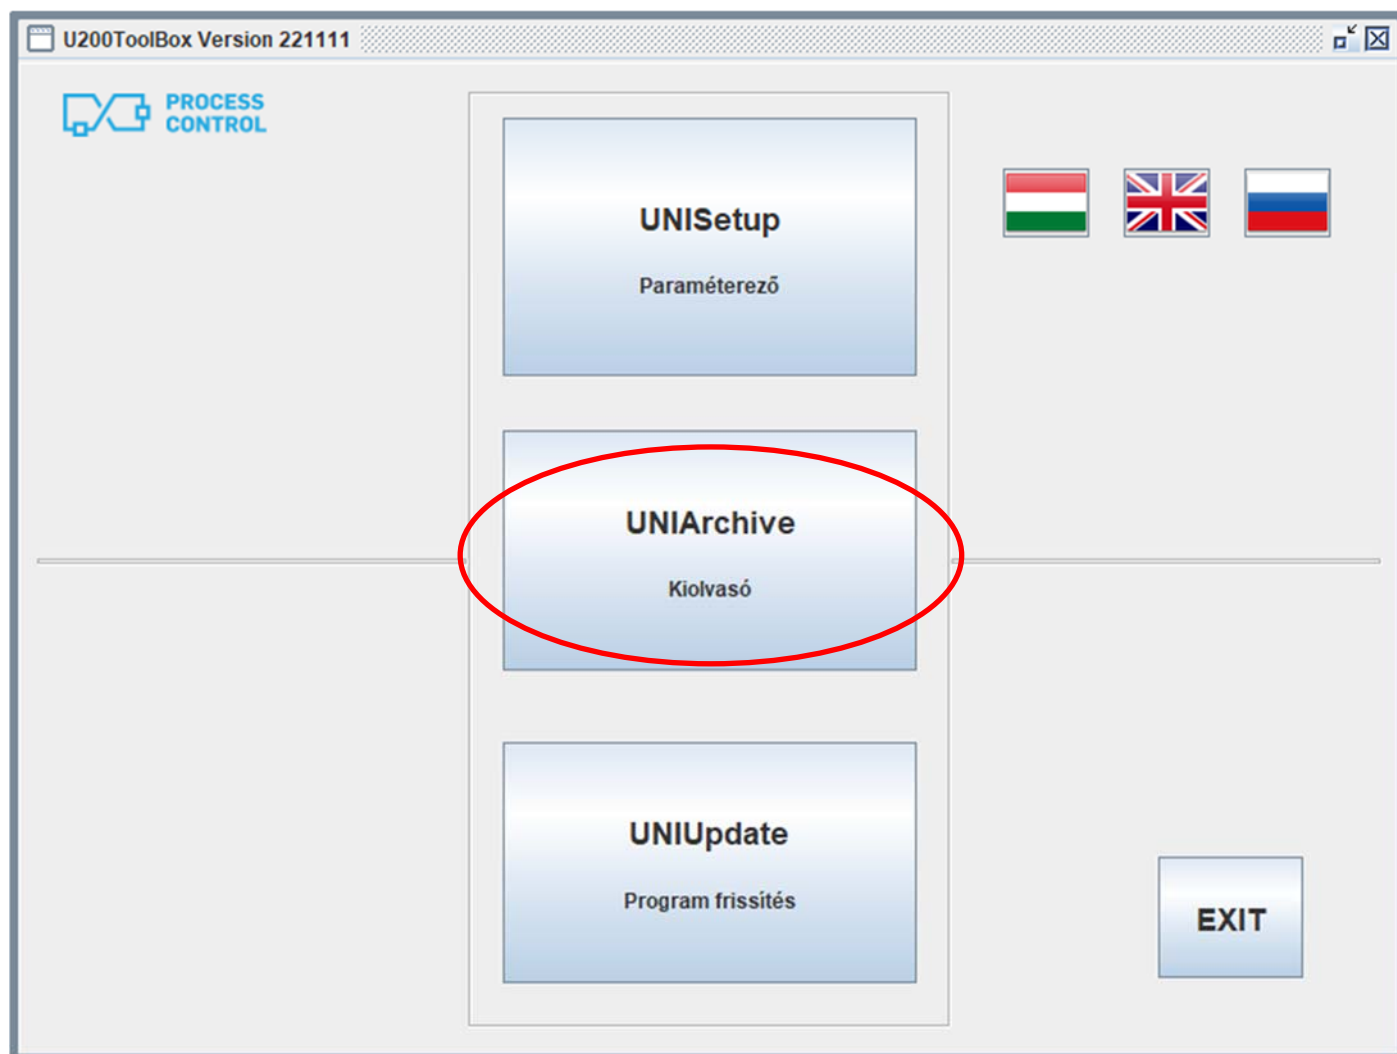 U200ToolBox Version 221111
PROCESS
CONTROL
UNISetup
Paraméterező
UNIArchive
Kiolvasó
UNIUpdate
Program frissítés
EXIT